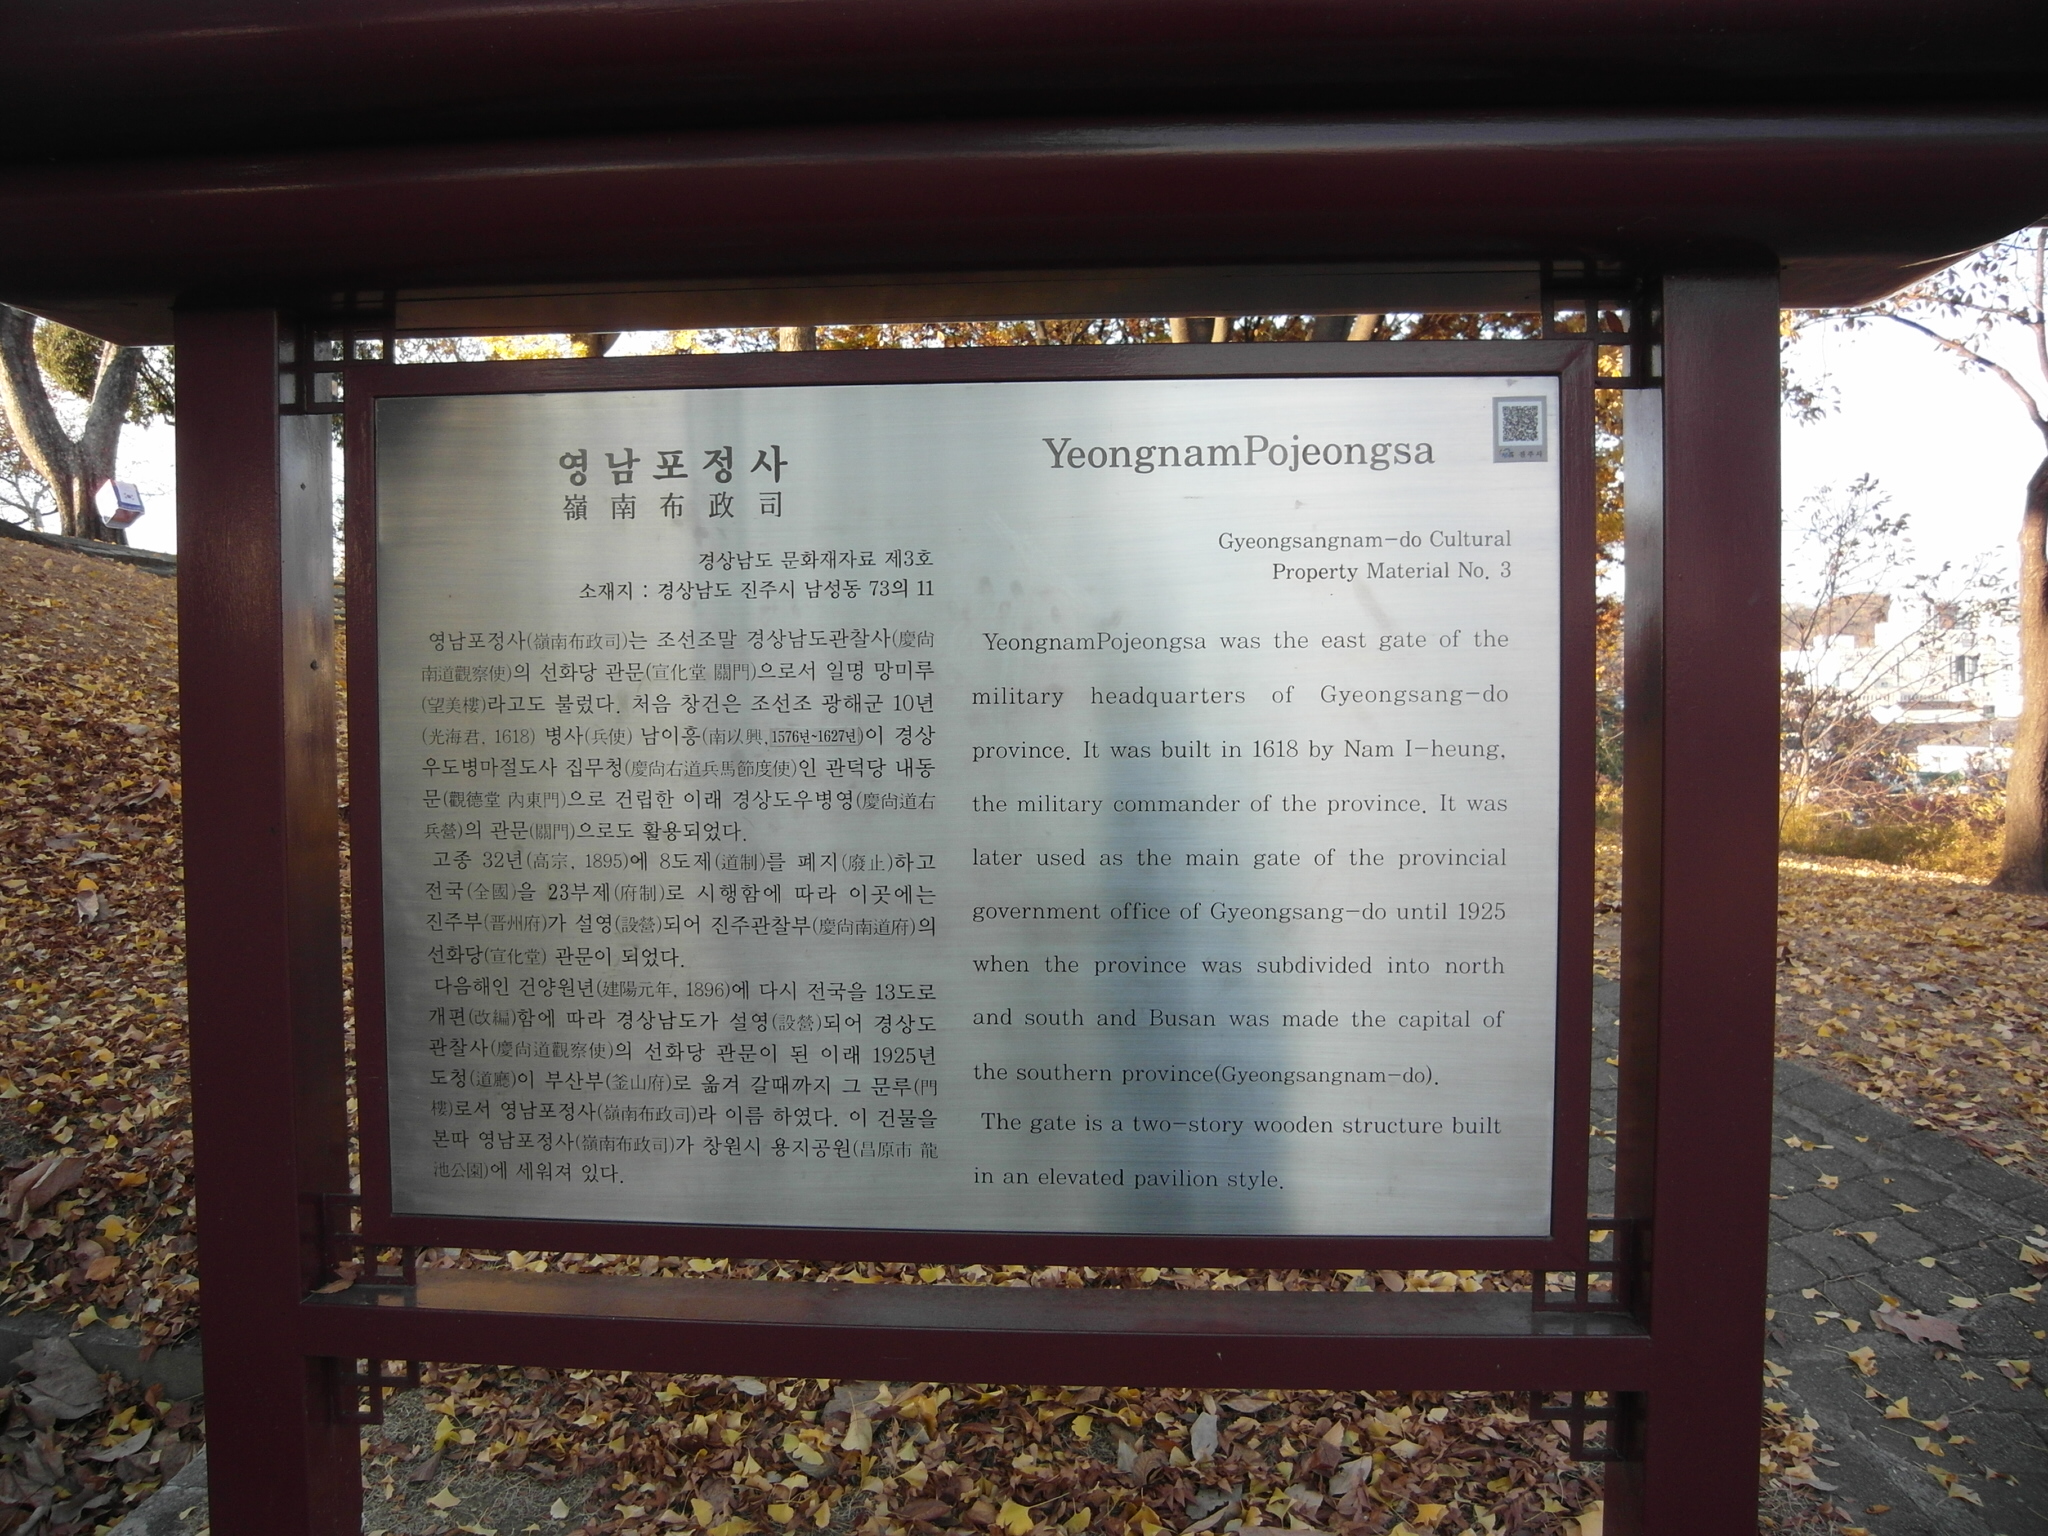 영남포정사
嶺南布政司
경상남도 문화재자료 제3호
소재지 : 경상남도 진주시 남성동 73의 11
영남포정사(嶺南布政司)는 조선조말 경상남도관찰사(慶尙
南道觀察使)의 선화당 관문(宣化堂 關門)으로서 일명 망미루
(望美樓)라고도 불렀다. 처음 창건은 조선조 광해군 10년
(光海君, 1618) 병사(兵使) 남이흥(南以興, 1576년~1627년)이 경상
우도병마절도사 집무청(慶尙右道兵馬節度使)인 관덕당 내동
문(觀德堂 內東門)으로 건립한 이래 경상도우병영(慶尙道右
兵營)의 관문(關門)으로도 활용되었다.
고종 32년(高宗, 1895)에 8도제(道制)를 폐지(廢止)하고
전국(全國)을 23부제(府制)로 시행함에 따라 이곳에는
진주부(晋州府)가 설영(設營)되어 진주관찰부(慶尙南道府)의
선화당(宣化堂) 관문이 되었다.
다음해인 건양원년(建陽元年, 1896)에 다시 전국을 13도로
개편(改編)함에 따라 경상남도가 설영(設營)되어 경상도
관찰사(慶尙道觀察使)의 선화당 관문이 된 이래 1925년
도청(道廳)이 부산부(釜山府)로 옮겨 갈때까지 그 문루(門
樓)로서 영남포정사(嶺南布政司)라 이름 하였다. 이 건물을
본따 영남포정사(嶺南布政司)가 창원시 용지공원(昌原市 龍
池公園)에 세워져 있다.
YeongnamPojeongsa
Gyeongsangnam-do Cultural
Property Material No. 3
YeongnamPojeongsa was the east gate of the
military headquarters of Gyeongsang-do
province. It was built in 1618 by Nam I-heung,
the military commander of the province. It was
later used as the main gate of the provincial
government office of Gyeongsang-do until 1925
when the province was subdivided into north
and south and Busan was made the capital of
the southern province(Gyeongsangnam-do).
The gate is a two-story wooden structure built
in an elevated pavilion style.